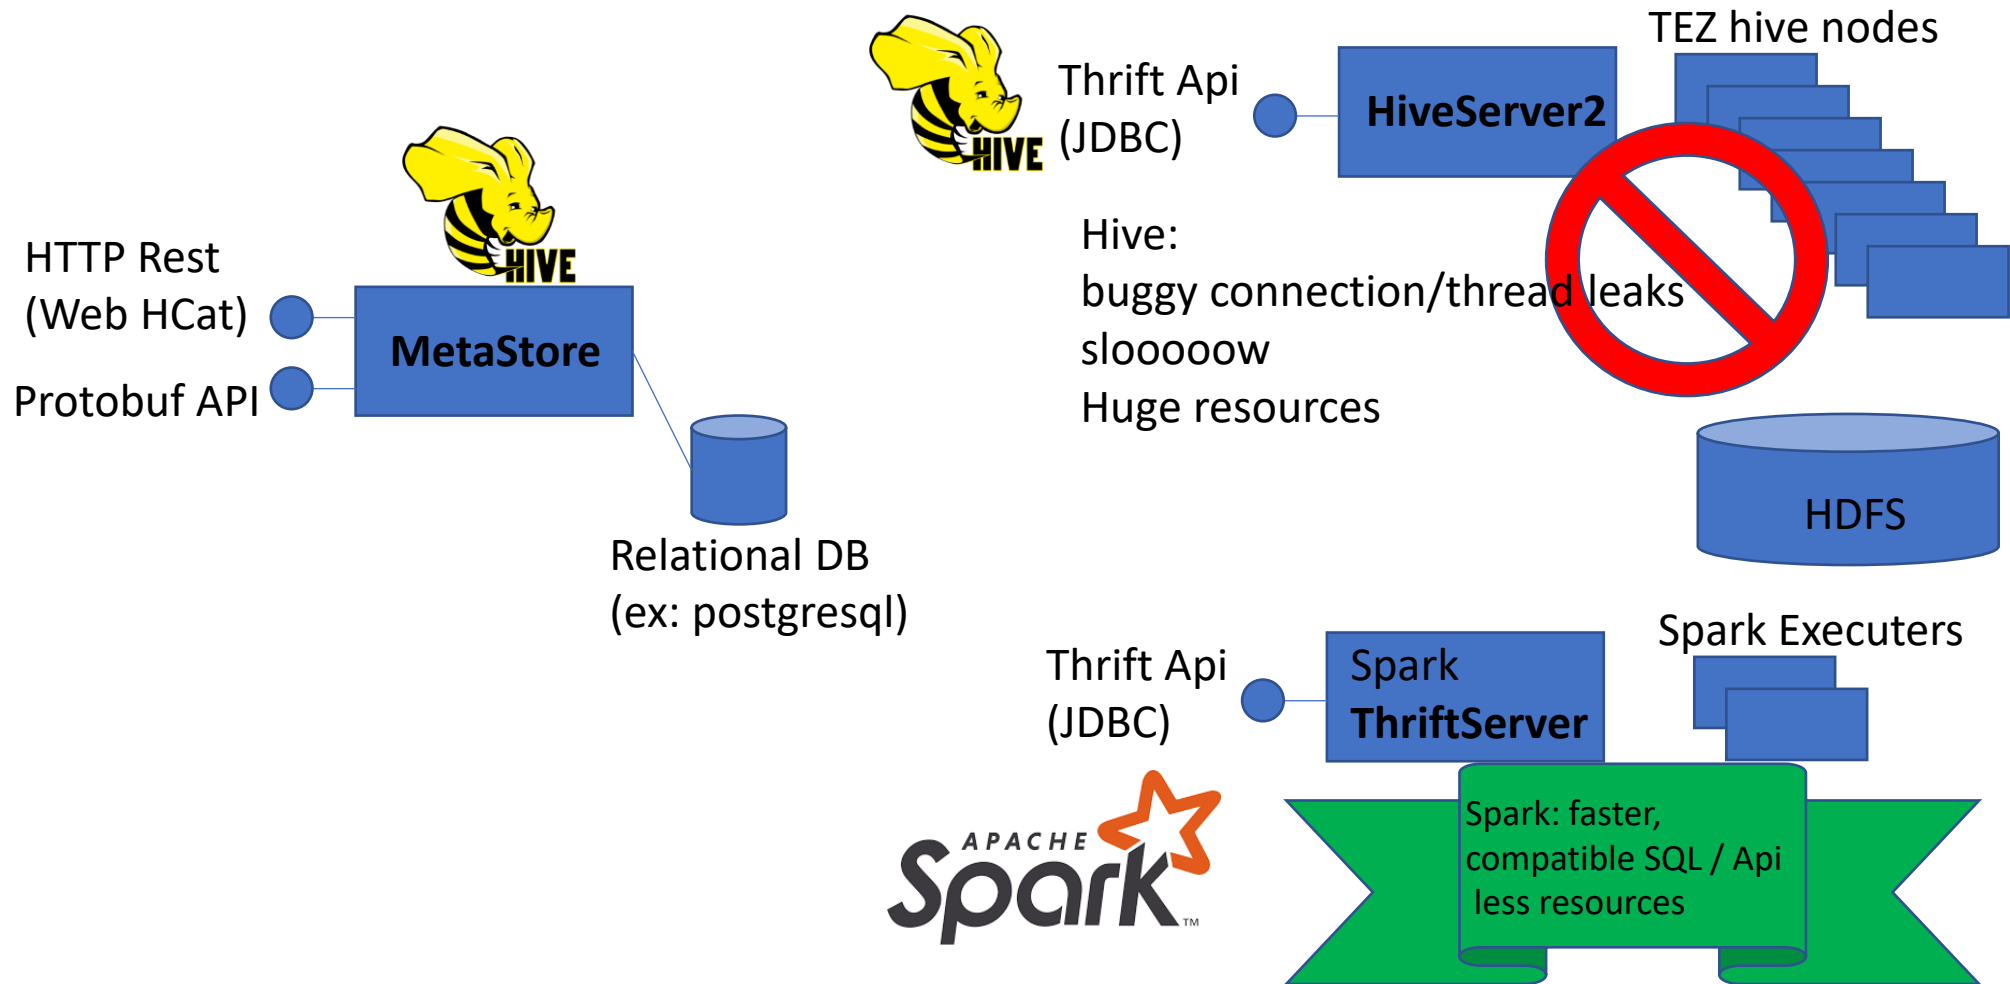 HIVE
HTTP Rest
(Web HCat)
Protobuf API
MetaStore
Relational DB
(ex: postgresql)
HIVE
Thrift Api
(JDBC)
HiveServer2
TEZ hive nodes
Hive:
buggy connection/thread leaks
slooooow
Huge resources
HDFS
Thrift Api
(JDBC)
Spark
ThriftServer
Spark Executers
APACHE
Spark
TM
Spark: faster,
compatible SQL / Api
less resources